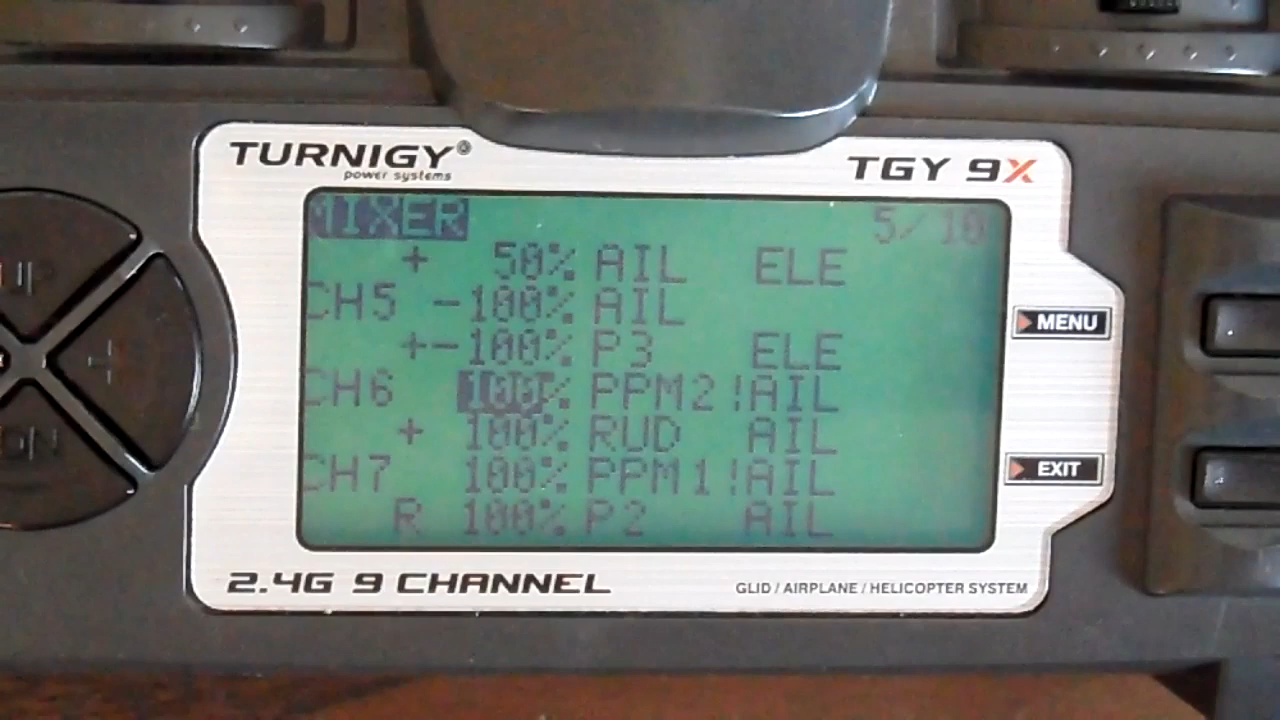 TURNIGY®
power systems
TGY 9X
MIXER 5/10
+ 50% AIL ELE
CH5 -100% AIL
+-100% P3 ELE
CH6 100% PPM2!AIL
+ 100% RUD AIL
CH7 100% PPM1!AIL
R 100% P2 AIL
MENU
EXIT
2.4G 9 CHANNEL
GLID / AIRPLANE / HELICOPTER SYSTEM
UP